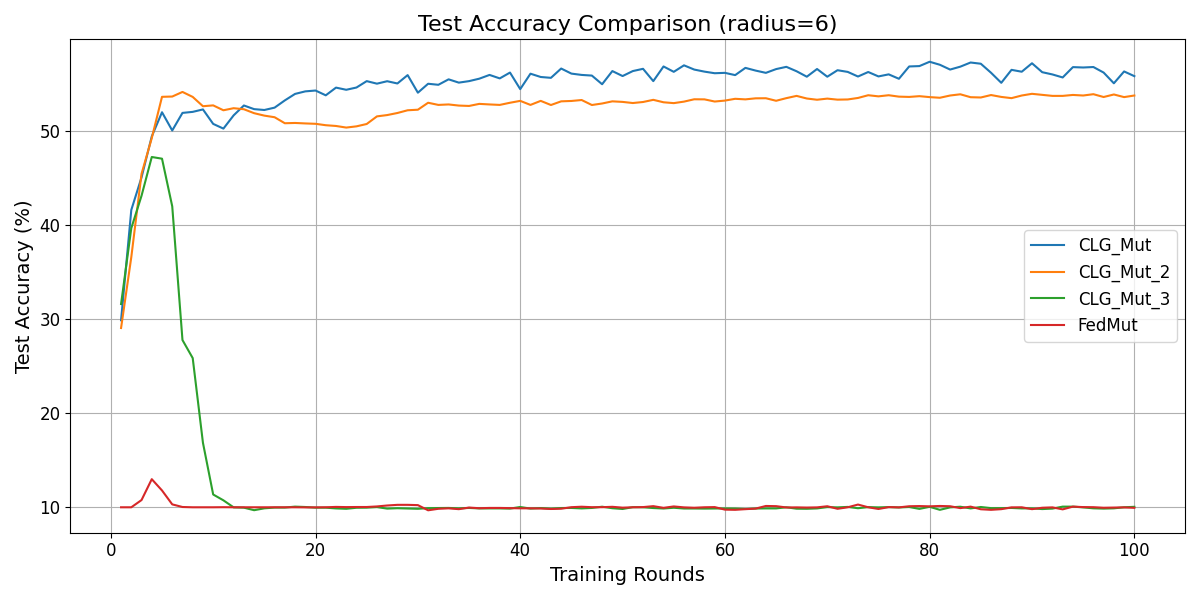 Test Accuracy Comparison (radius=6)
Test Accuracy (%)
50
40
30
20
10
0
20
40
60
80
100
Training Rounds
CLG_Mut
CLG_Mut_2
CLG_Mut_3
FedMut